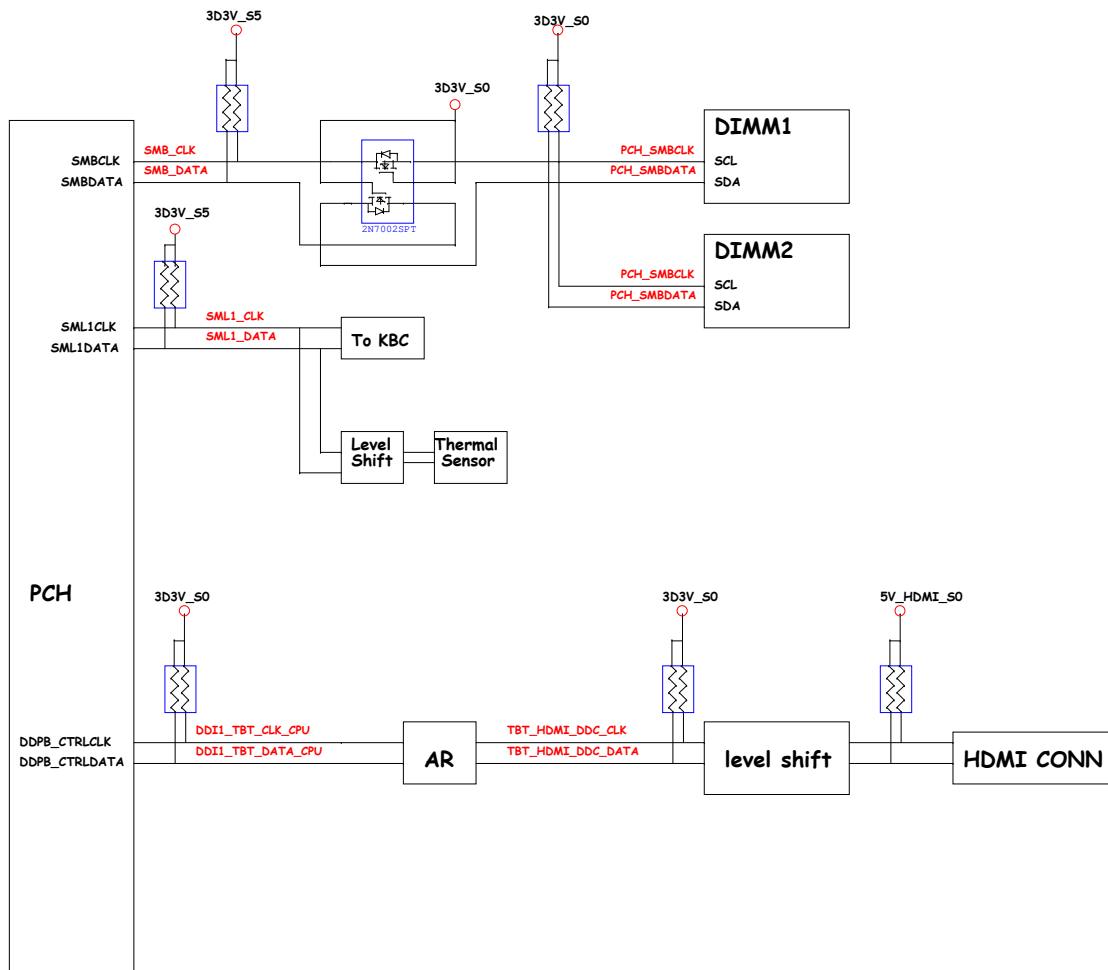 3D3V_S5
3D3V_S0
3D3V_S0
DIMM1
SMBCLK
SMB_CLK
PCH_SMBCLK
SCL
SMBDATA
SMB_DATA
PCH_SMBDATA
SDA
3D3V_S5
2N7002SPT
DIMM2
PCH_SMBCLK
SCL
PCH_SMBDATA
SDA
SML1CLK
SML1_CLK
SML1DATA
SML1_DATA
To KBC
Level
Shift
Thermal
Sensor
PCH
3D3V_S0
3D3V_S0
5V_HDMI_S0
DDPB_CTRLCLK
DDI1_TBT_CLK_CPU
TBT_HDMI_DDC_CLK
DDPB_CTRLDATA
DDI1_TBT_DATA_CPU
TBT_HDMI_DDC_DATA
AR
level shift
HDMI CONN